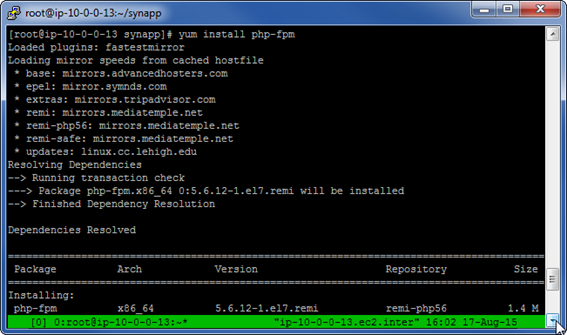 root@ip-10-0-0-13:~/synapp
[root@ip-10-0-0-13 synapp]# yum install php-fpm
Loaded plugins: fastestmirror
Loading mirror speeds from cached hostfile
 * base: mirrors.advancedhosters.com
 * epel: mirror.symnds.com
 * extras: mirrors.tripadvisor.com
 * remi: mirrors.mediatemple.net
 * remi-php56: mirrors.mediatemple.net
 * remi-safe: mirrors.mediatemple.net
 * updates: linux.cc.lehigh.edu
Resolving Dependencies
--> Running transaction check
---> Package php-fpm.x86_64 0:5.6.12-1.el7.remi will be installed
--> Finished Dependency Resolution
Dependencies Resolved
================================================================================
 Package Arch Version Repository Size
================================================================================
Installing:
 php-fpm x86_64 5.6.12-1.el7.remi remi-php56 1.4 M
[0] 0:root@ip-10-0-0-13:~* "ip-10-0-0-13.ec2.inter" 16:02 17-Aug-15